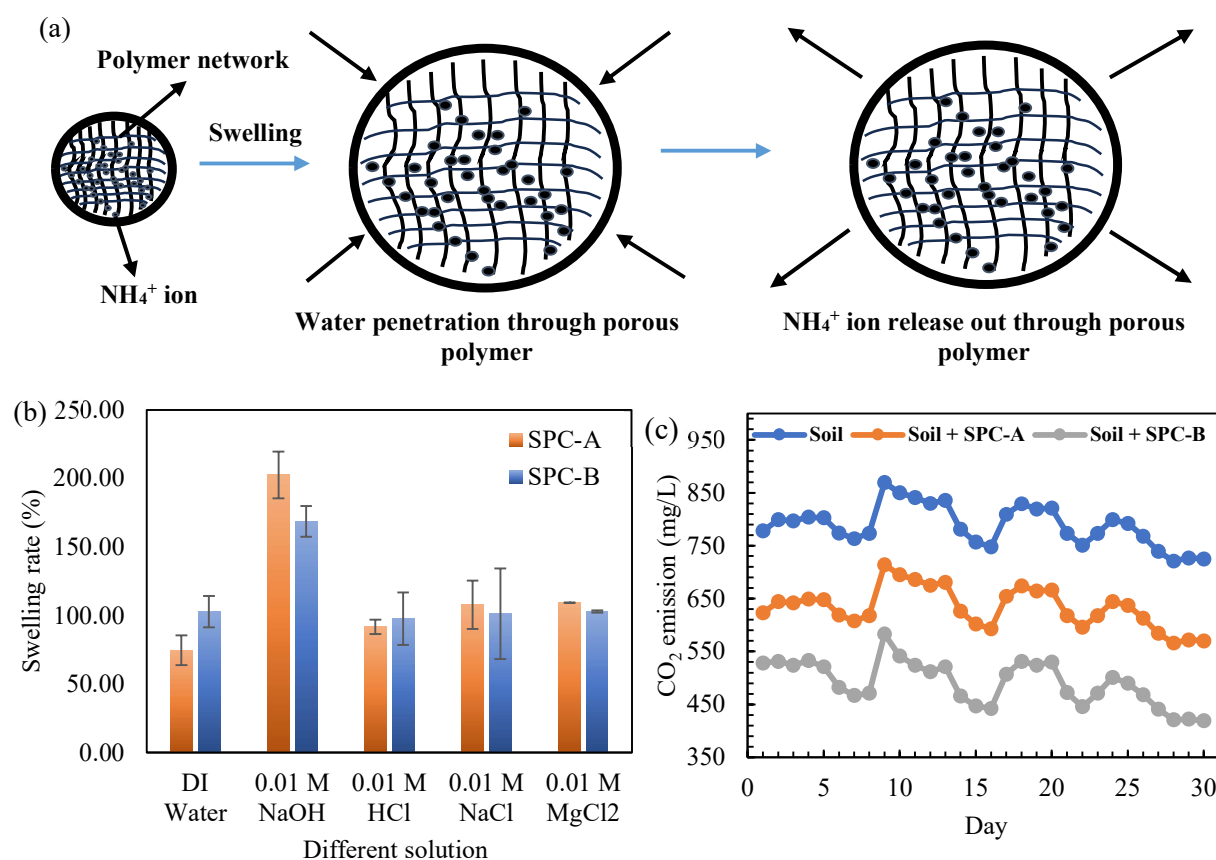 (a)
Polymer network
Swelling
NH₄⁺ ion
Water penetration through porous
polymer
NH₄⁺ ion release out through porous
polymer
(b)
250.00
200.00
150.00
100.00
50.00
0.00
Swelling rate (%)
SPC-A
SPC-B
DI
Water
0.01 M
NaOH
0.01 M
HCl
0.01 M
NaCl
0.01 M
MgCl2
Different solution
(c)
Soil
Soil + SPC-A
Soil + SPC-B
950
850
750
650
550
450
350
CO₂ emission (mg/L)
0 5 10 15 20 25 30
Day